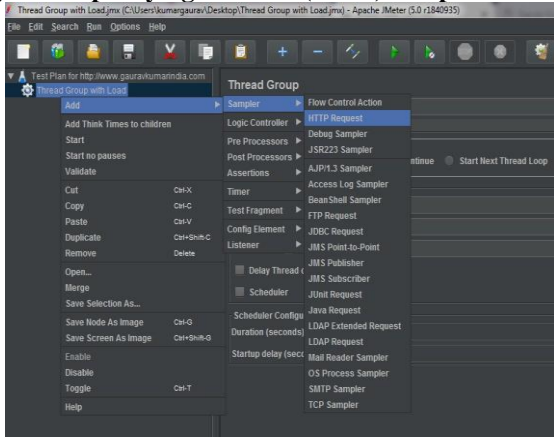 Thread Group with Load.jmx (C:\Users\kumargaurav\Desktop\Thread Group with Load.jmx) - Apache JMeter (5.0 r1840935)
File Edit Search Run Options Help
Test Plan for http://www.gauravkumarindia.com
Thread Group with Load
Thread Group
Add
Add Think Times to children
Start
Start no pauses
Validate
Cut Ctrl-X
Copy Ctrl-C
Paste Ctrl-V
Duplicate Ctrl+Shift-C
Remove Delete
Open...
Merge
Save Selection As...
Save Node As Image Ctrl-G
Save Screen As Image Ctrl+Shift-G
Enable
Disable
Toggle Ctrl-T
Help
Sampler
Logic Controller
Pre Processors
Post Processors
Assertions
Timer
Test Fragment
Config Element
Listener
Flow Control Action
HTTP Request
Debug Sampler
JSR223 Sampler
AJP/1.3 Sampler
Access Log Sampler
BeanShell Sampler
FTP Request
JDBC Request
JMS Point-to-Point
JMS Publisher
JMS Subscriber
JUnit Request
Java Request
LDAP Extended Request
LDAP Request
Mail Reader Sampler
OS Process Sampler
SMTP Sampler
TCP Sampler
Start Next Thread Loop
Delay Thread
Scheduler
Scheduler
Duration (seconds)
Startup delay